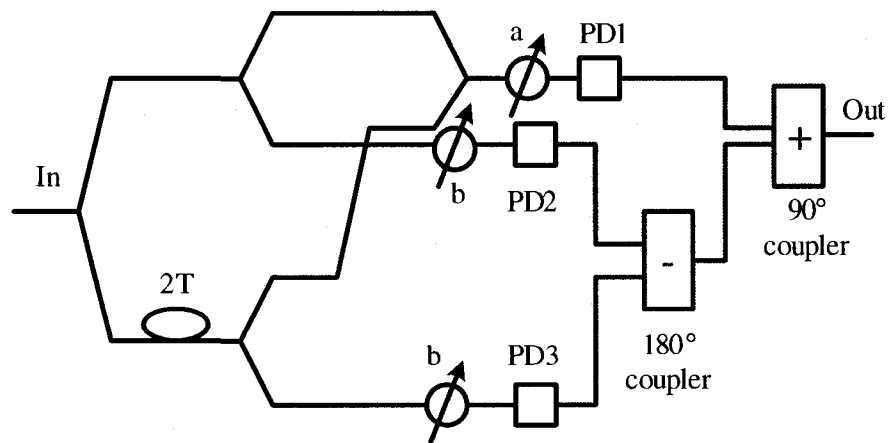 a
PD1
Out
+
In
b
PD2
90°
coupler
-
2T
b
PD3
180°
coupler